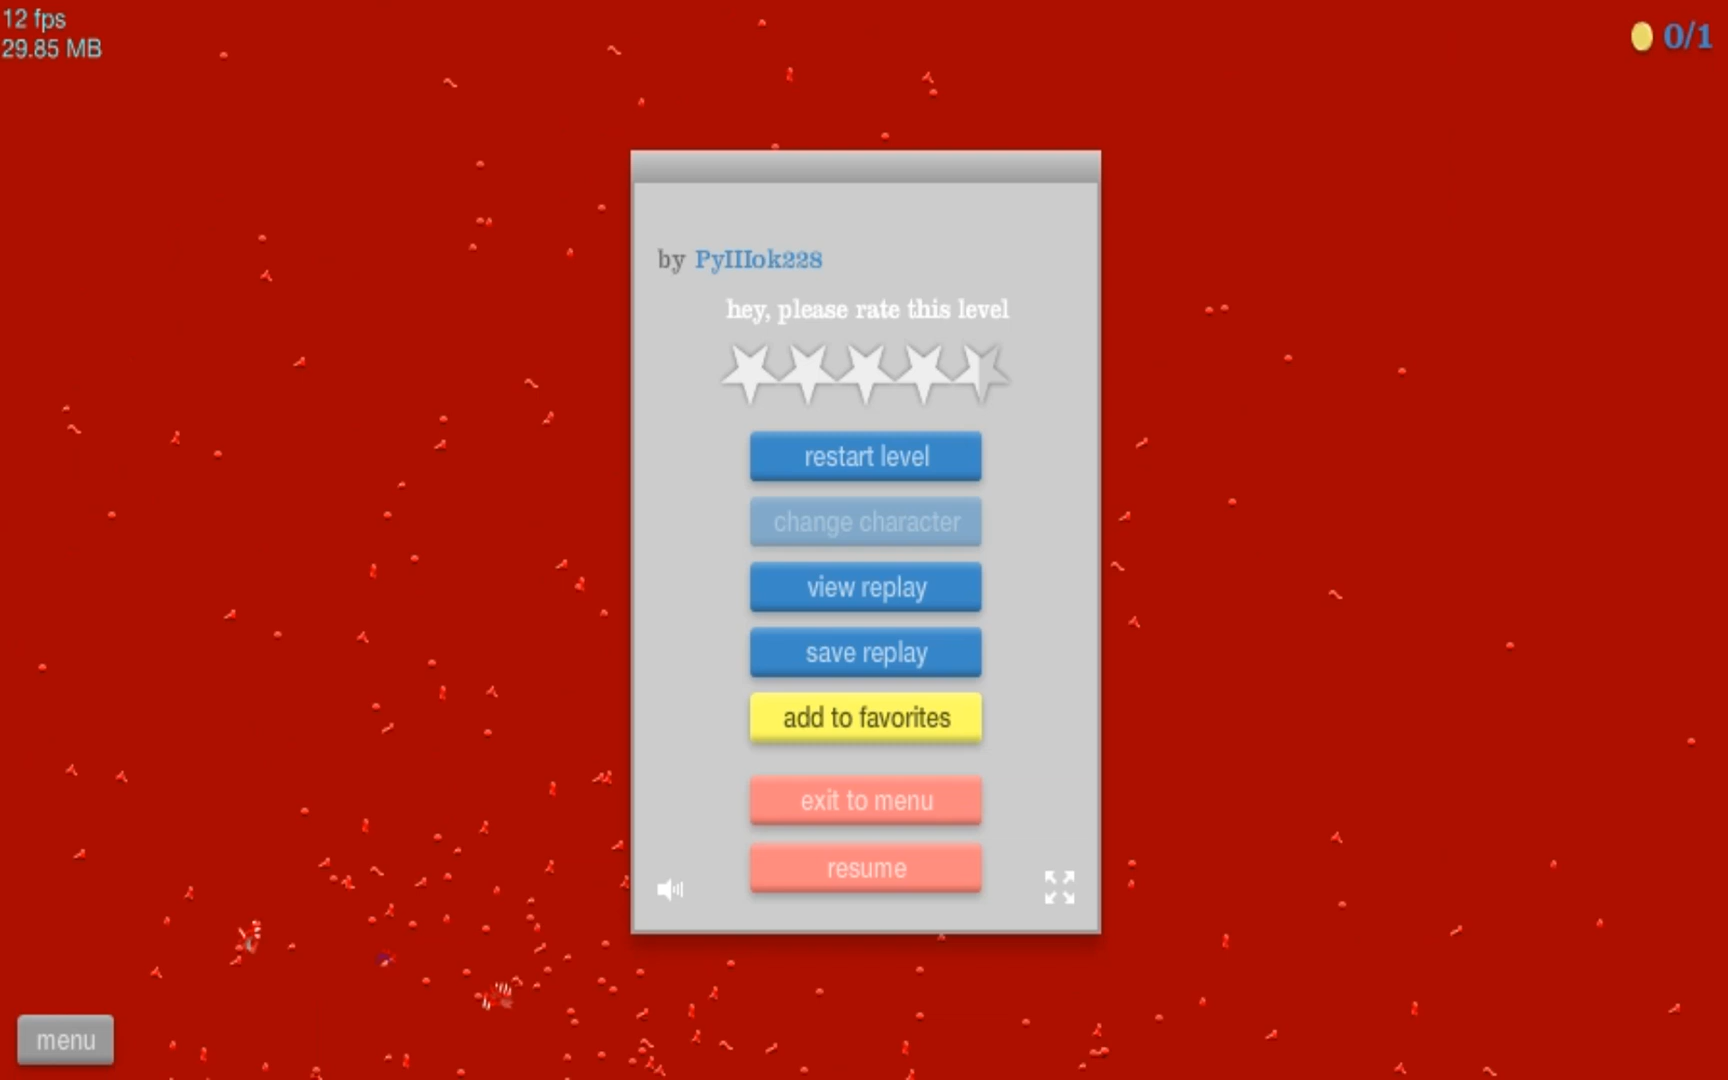 12 fps
29.85 MB
0/1
by PyIIIok228
hey, please rate this level
restart level
change character
view replay
save replay
add to favorites
exit to menu
resume
menu